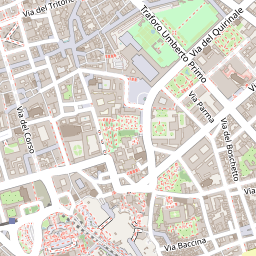 Via del Tritone
Traforo Umberto Primo
Via del Quirinale
Via Parma
Via del Corso
Via del Boschetto
Via Baccina